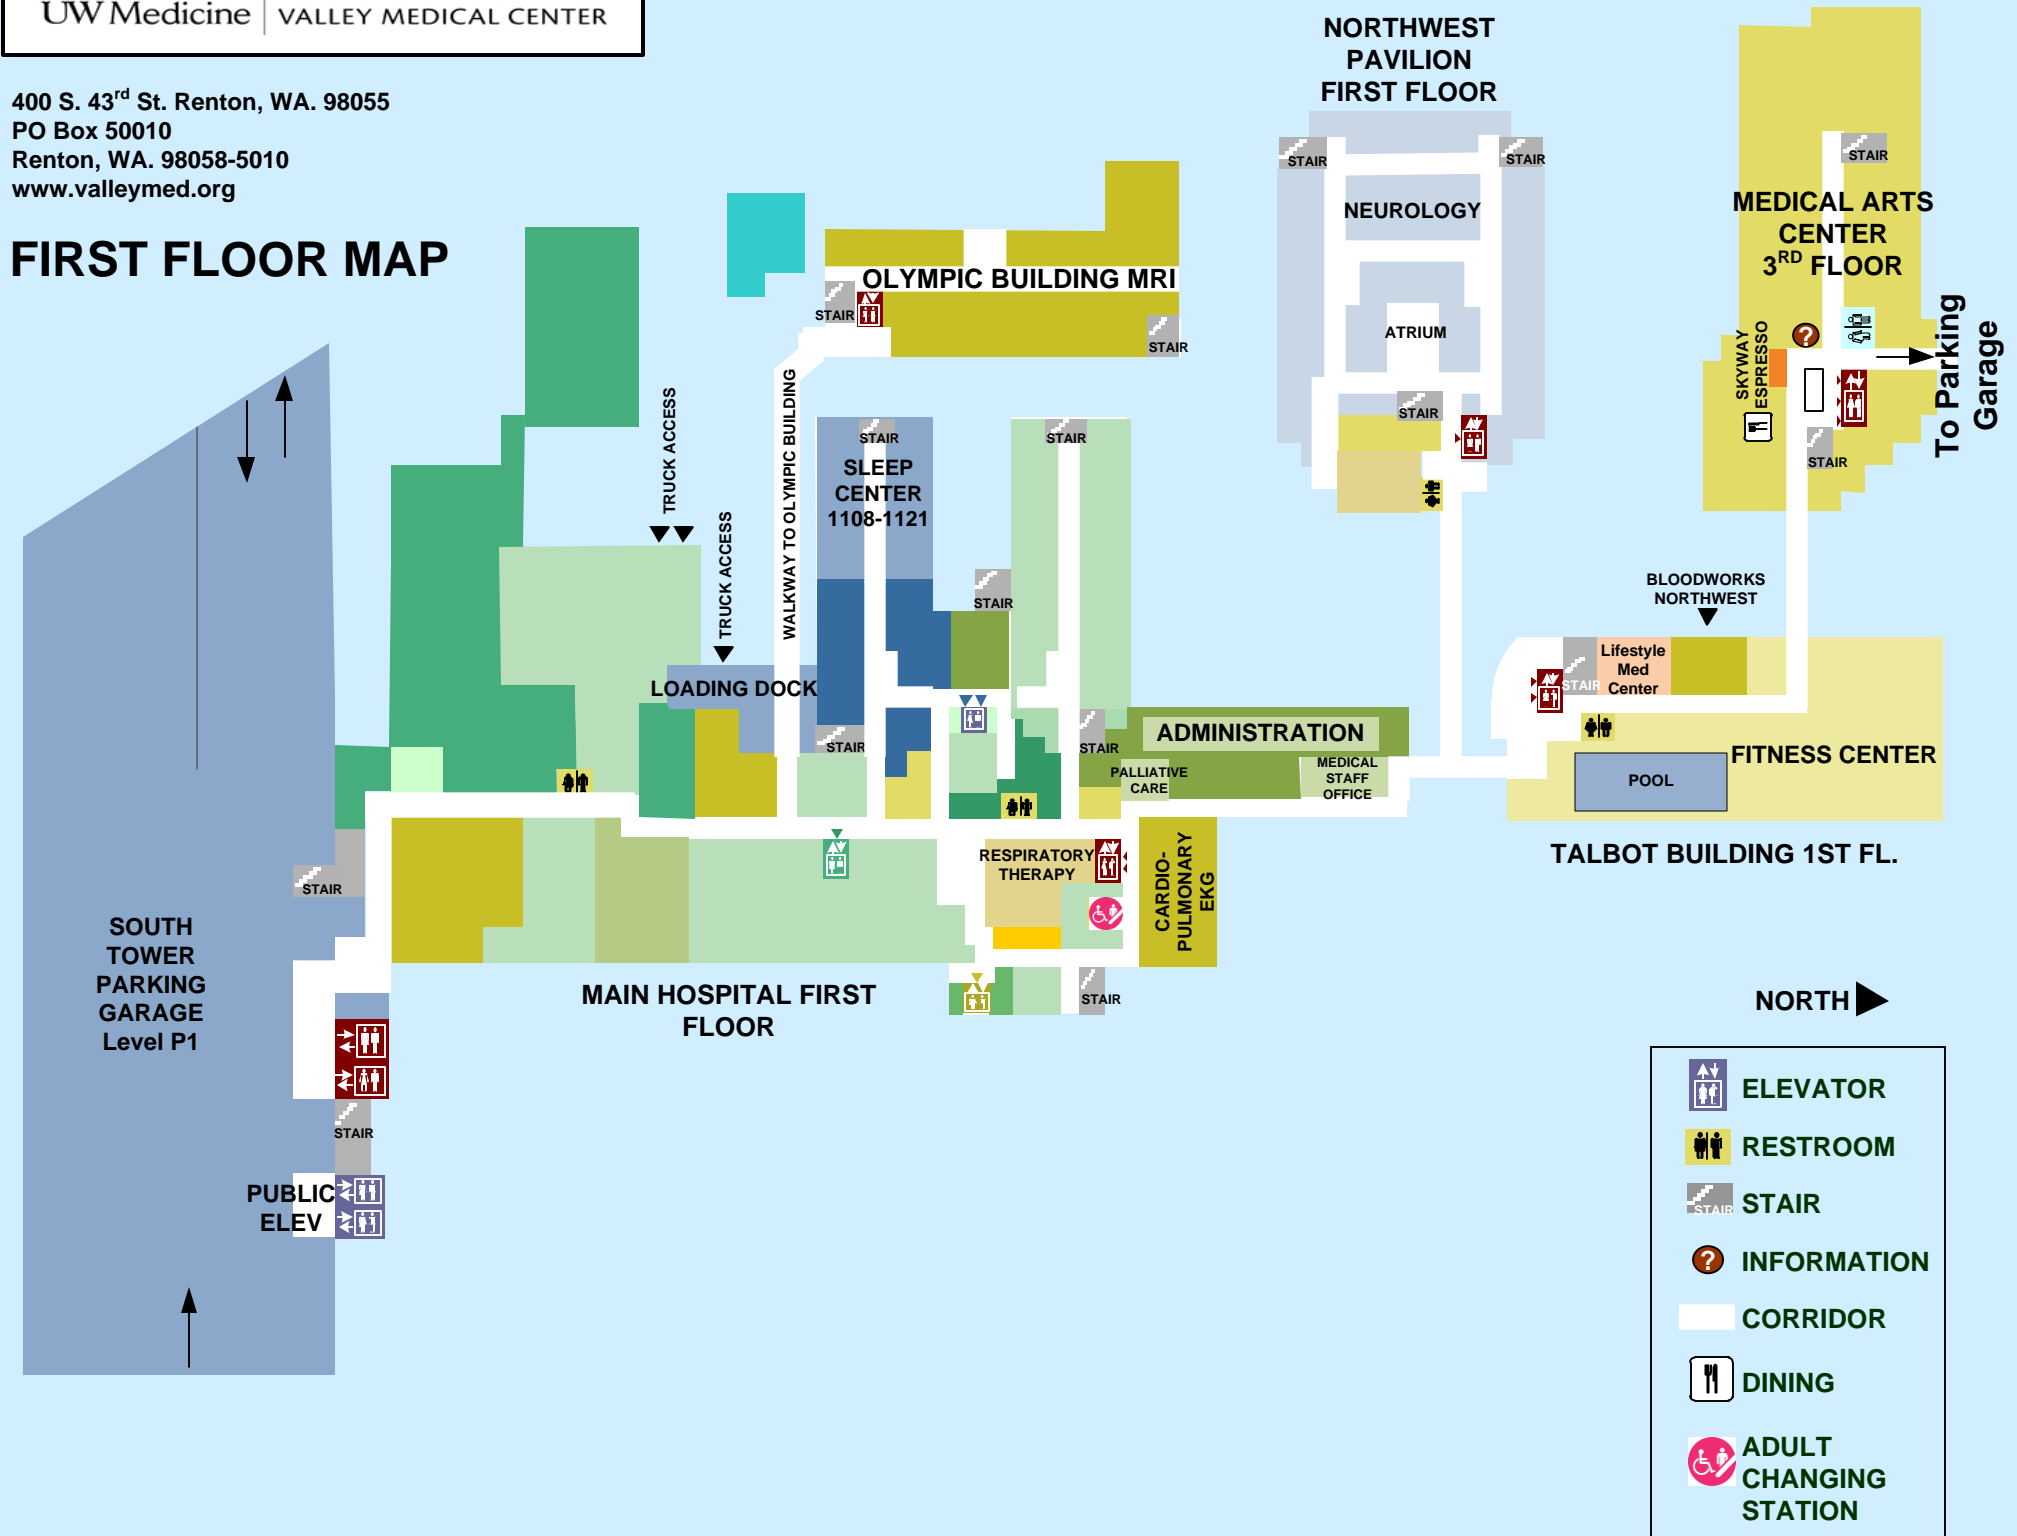 UW Medicine | VALLEY MEDICAL CENTER
400 S. 43rd St. Renton, WA. 98055
PO Box 50010
Renton, WA. 98058-5010
www.valleymed.org
FIRST FLOOR MAP
NORTHWEST
PAVILION
FIRST FLOOR
STAIR
STAIR
NEUROLOGY
ATRIUM
STAIR
STAIR
MEDICAL ARTS
CENTER
3RD FLOOR
?
SKYWAY
ESPRESSO
To Parking
Garage
STAIR
OLYMPIC BUILDING MRI
STAIR
STAIR
WALKWAY TO OLYMPIC BUILDING
TRUCK ACCESS
TRUCK ACCESS
STAIR
SLEEP
CENTER
1108-1121
STAIR
STAIR
BLOODWORKS
NORTHWEST
LOADING DOCK
STAIR
STAIR
ADMINISTRATION
PALLIATIVE
CARE
MEDICAL
STAFF
OFFICE
STAIR
Lifestyle
Med
Center
FITNESS CENTER
POOL
TALBOT BUILDING 1ST FL.
RESPIRATORY
THERAPY
CARDIO-
PULMONARY
EKG
STAIR
STAIR
SOUTH
TOWER
PARKING
GARAGE
Level P1
MAIN HOSPITAL FIRST
FLOOR
STAIR
PUBLIC
ELEV
NORTH
ELEVATOR
RESTROOM
STAIR
STAIR
?
INFORMATION
CORRIDOR
DINING
ADULT
CHANGING
STATION